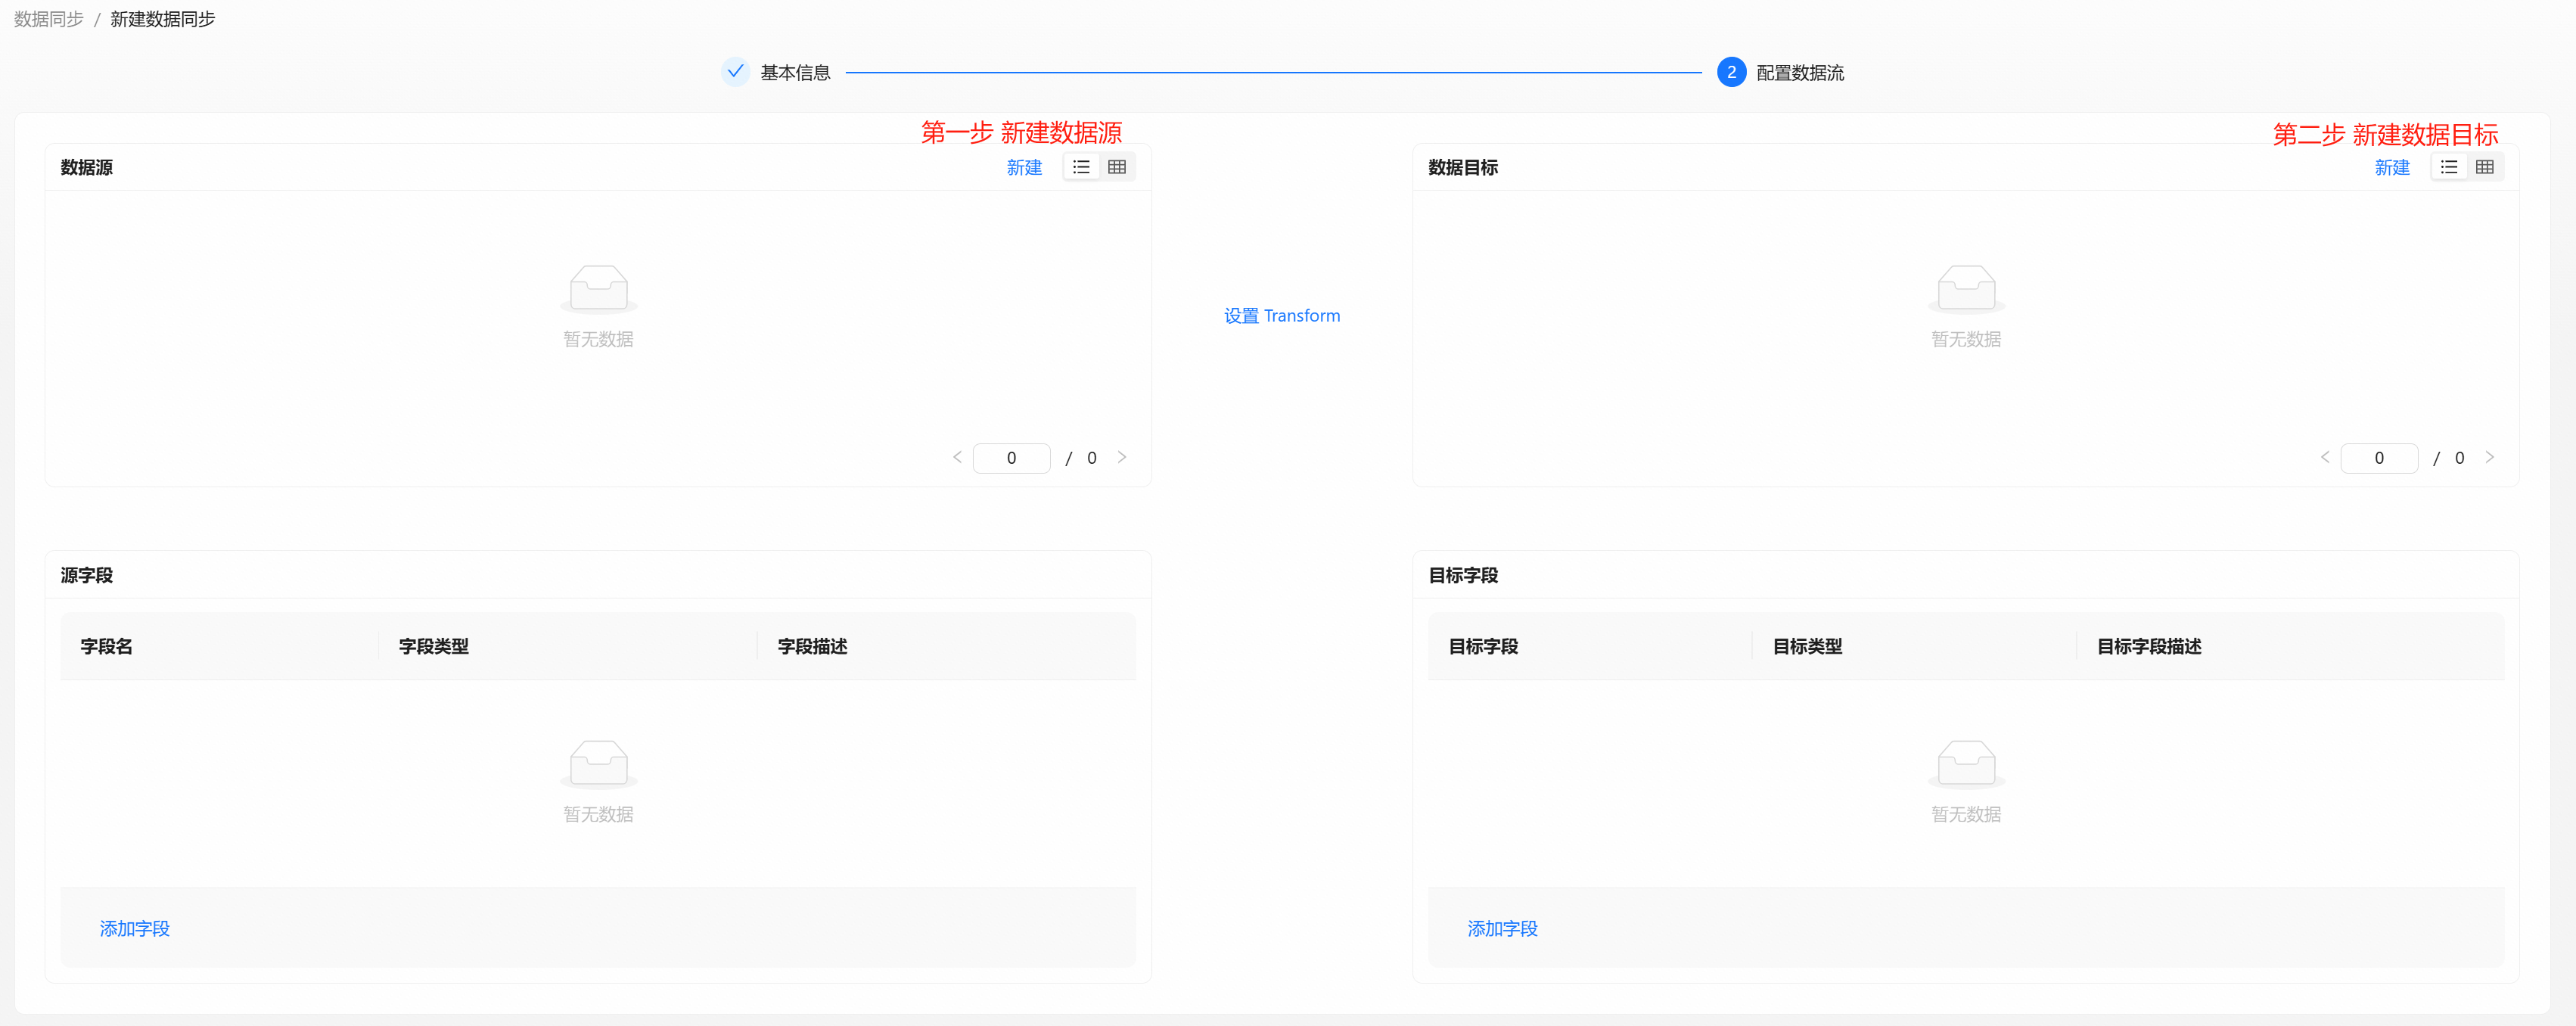 数据同步 / 新建数据同步
基本信息
2 配置数据流
第一步 新建数据源
数据源 新建
暂无数据
0 / 0
设置 Transform
第二步 新建数据目标
数据目标 新建
暂无数据
0 / 0
源字段
字段名 字段类型 字段描述
暂无数据
添加字段
目标字段
目标字段 目标类型 目标字段描述
暂无数据
添加字段